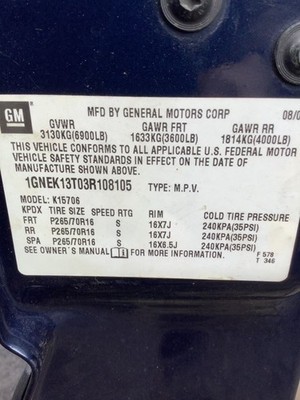 GM
MFD BY GENERAL MOTORS CORP 08/0
GVWR GAWR FRT GAWR RR
3130KG(6900LB) 1633KG(3600LB) 1814KG(4000LB)
THIS VEHICLE CONFORMS TO ALL APPLICABLE U.S. FEDERAL MOTOR
VEHICLE SAFETY STANDARDS IN EFFECT ON THE DATE OF
MANUFACTURE SHOWN ABOVE.
1GNEK13T03R108105 TYPE: M.P.V.
MODEL: K15706
KPDX TIRE SIZE SPEED RTG RIM COLD TIRE PRESSURE
FRT P265/70R16 S 16X7J 240KPA(35PSI)
RR P265/70R16 S 16X7J 240KPA(35PSI)
SPA P265/70R16 S 16X6.5J 240KPA(35PSI)
SEE OWNER'S MANUAL FOR MORE INFORMATION. F 578
T 346